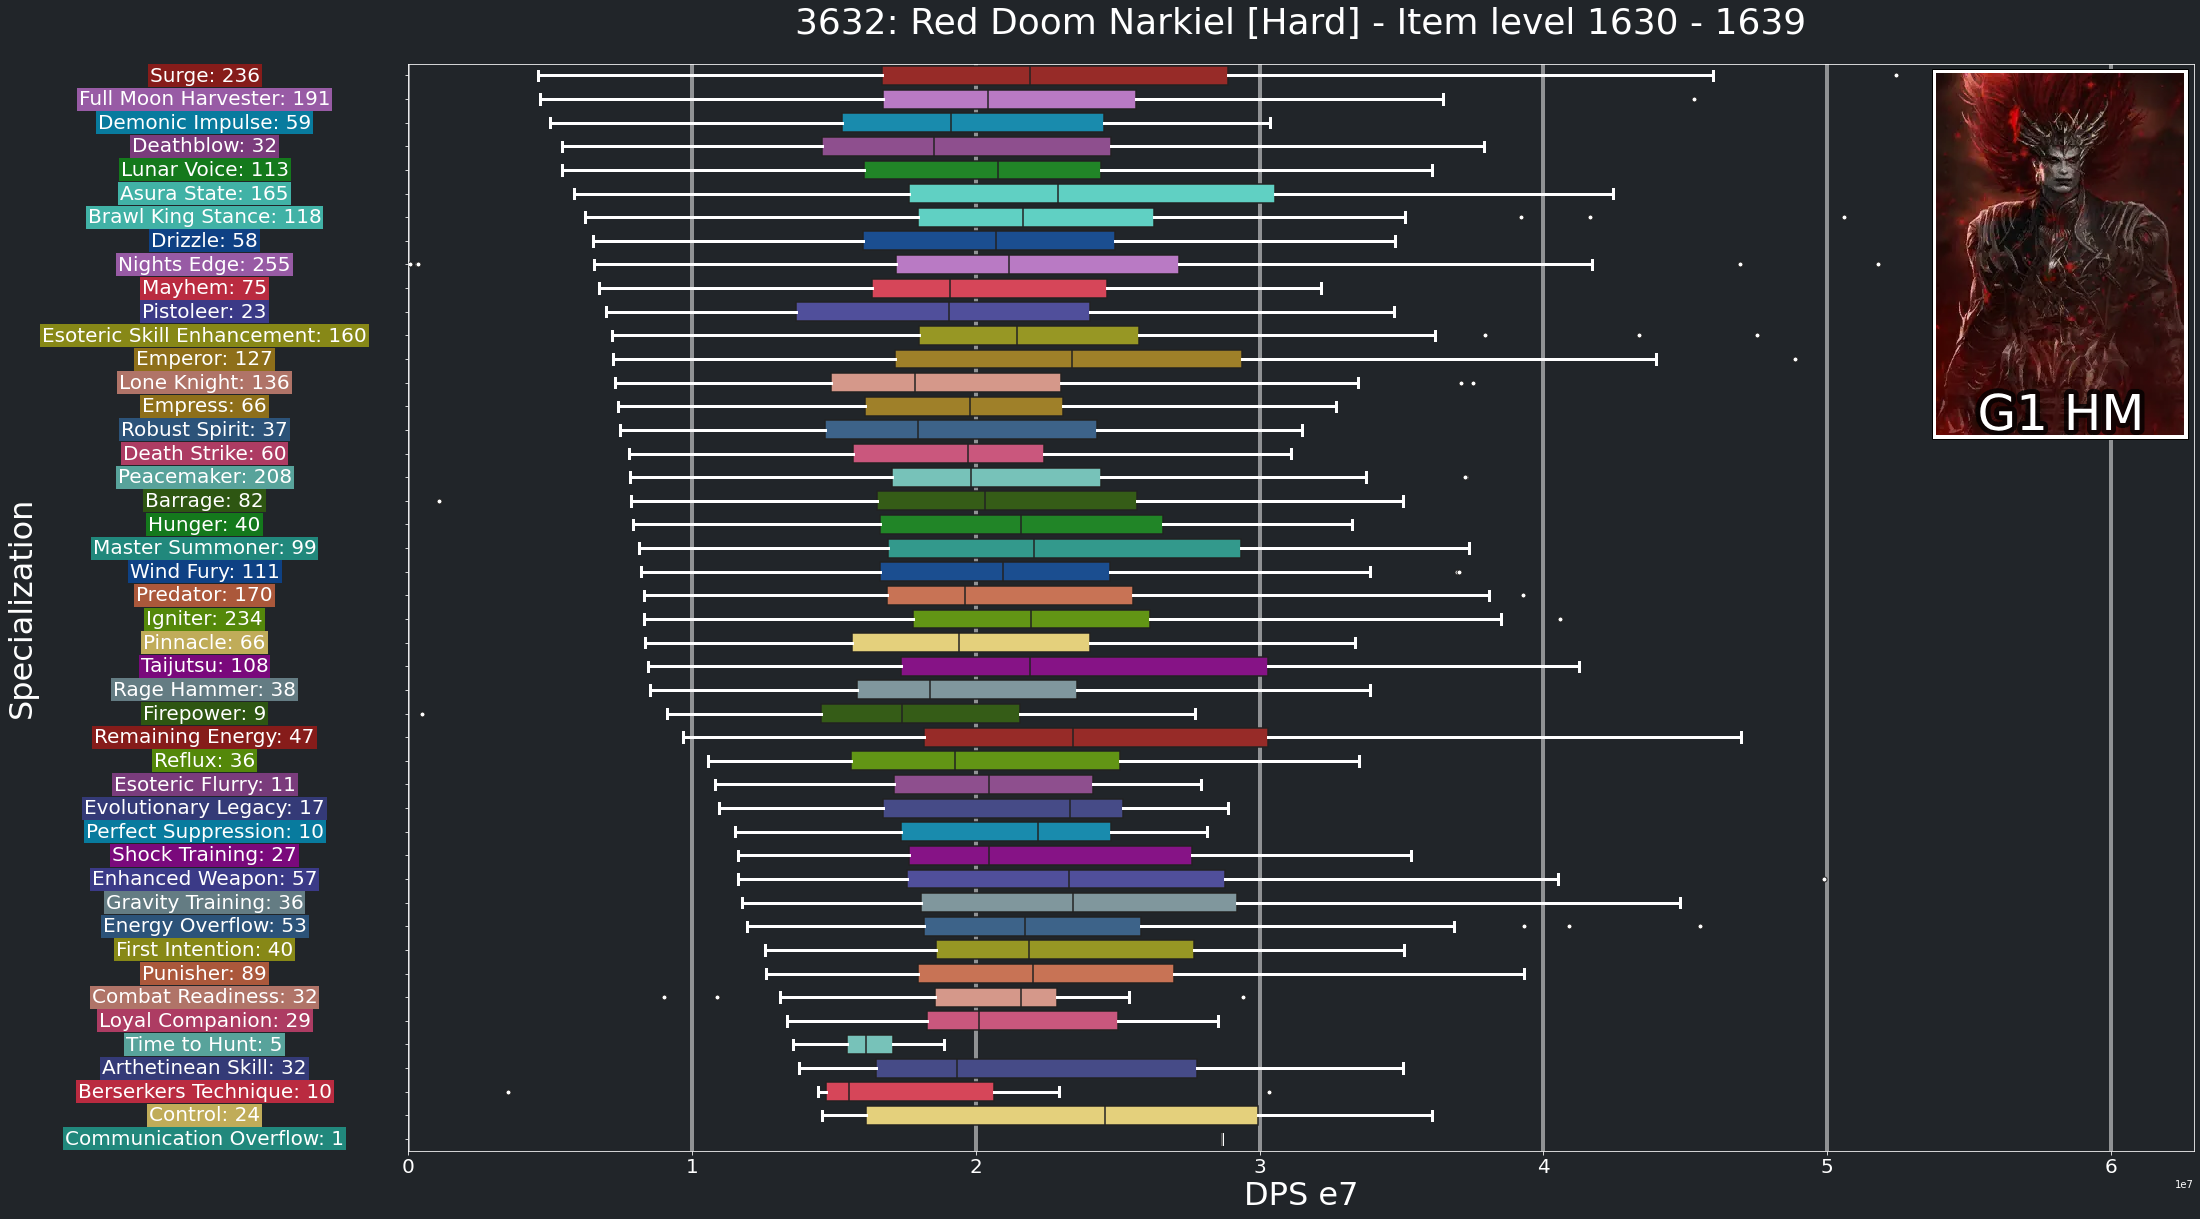 3632: Red Doom Narkiel [Hard] - Item level 1630 - 1639
Surge: 236
Full Moon Harvester: 191
Demonic Impulse: 59
Deathblow: 32
Lunar Voice: 113
Asura State: 165
Brawl King Stance: 118
Drizzle: 58
Nights Edge: 255
Mayhem: 75
Pistoleer: 23
Esoteric Skill Enhancement: 160
Emperor: 127
Lone Knight: 136
Empress: 66
Robust Spirit: 37
Death Strike: 60
Peacemaker: 208
Barrage: 82
Hunger: 40
Master Summoner: 99
Wind Fury: 111
Predator: 170
Igniter: 234
Pinnacle: 66
Taijutsu: 108
Rage Hammer: 38
Firepower: 9
Remaining Energy: 47
Reflux: 36
Esoteric Flurry: 11
Evolutionary Legacy: 17
Perfect Suppression: 10
Shock Training: 27
Enhanced Weapon: 57
Gravity Training: 36
Energy Overflow: 53
First Intention: 40
Punisher: 89
Combat Readiness: 32
Loyal Companion: 29
Time to Hunt: 5
Arthetinean Skill: 32
Berserkers Technique: 10
Control: 24
Communication Overflow: 1
Specialization
G1 HM
0 1 2 3 4 5 6
1e7
DPS e7